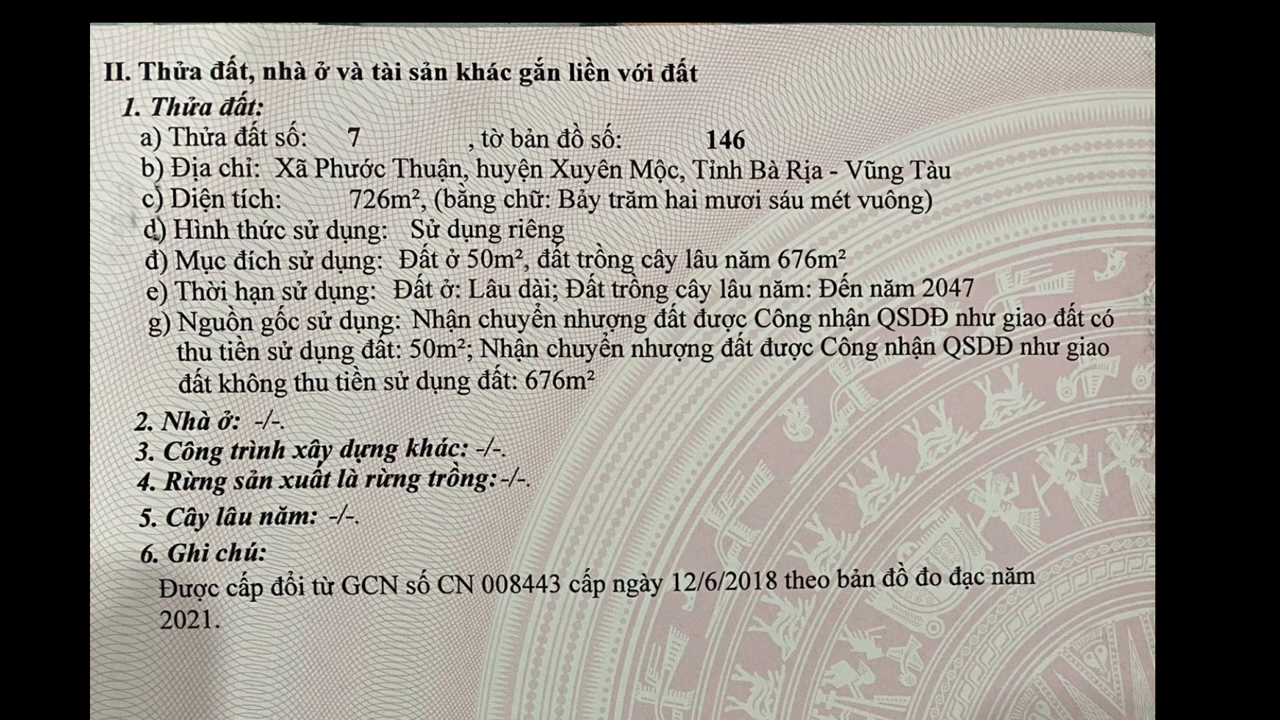 II. Thửa đất, nhà ở và tài sản khác gắn liền với đất
1. Thửa đất:
a) Thửa đất số: 7 , tờ bản đồ số: 146
b) Địa chỉ: Xã Phước Thuận, huyện Xuyên Mộc, Tỉnh Bà Rịa - Vũng Tàu
c) Diện tích: 726m², (bằng chữ: Bảy trăm hai mươi sáu mét vuông)
d) Hình thức sử dụng: Sử dụng riêng
đ) Mục đích sử dụng: Đất ở 50m², đất trồng cây lâu năm 676m²
e) Thời hạn sử dụng: Đất ở: Lâu dài; Đất trồng cây lâu năm: Đến năm 2047
g) Nguồn gốc sử dụng: Nhận chuyển nhượng đất được Công nhận QSDĐ như giao đất có
thu tiền sử dụng đất: 50m²; Nhận chuyển nhượng đất được Công nhận QSDĐ như giao
đất không thu tiền sử dụng đất: 676m²
2. Nhà ở: -/-.
3. Công trình xây dựng khác: -/-.
4. Rừng sản xuất là rừng trồng: -/-.
5. Cây lâu năm: -/-.
6. Ghi chú:
Được cấp đổi từ GCN số CN 008443 cấp ngày 12/6/2018 theo bản đồ đo đạc năm
2021.